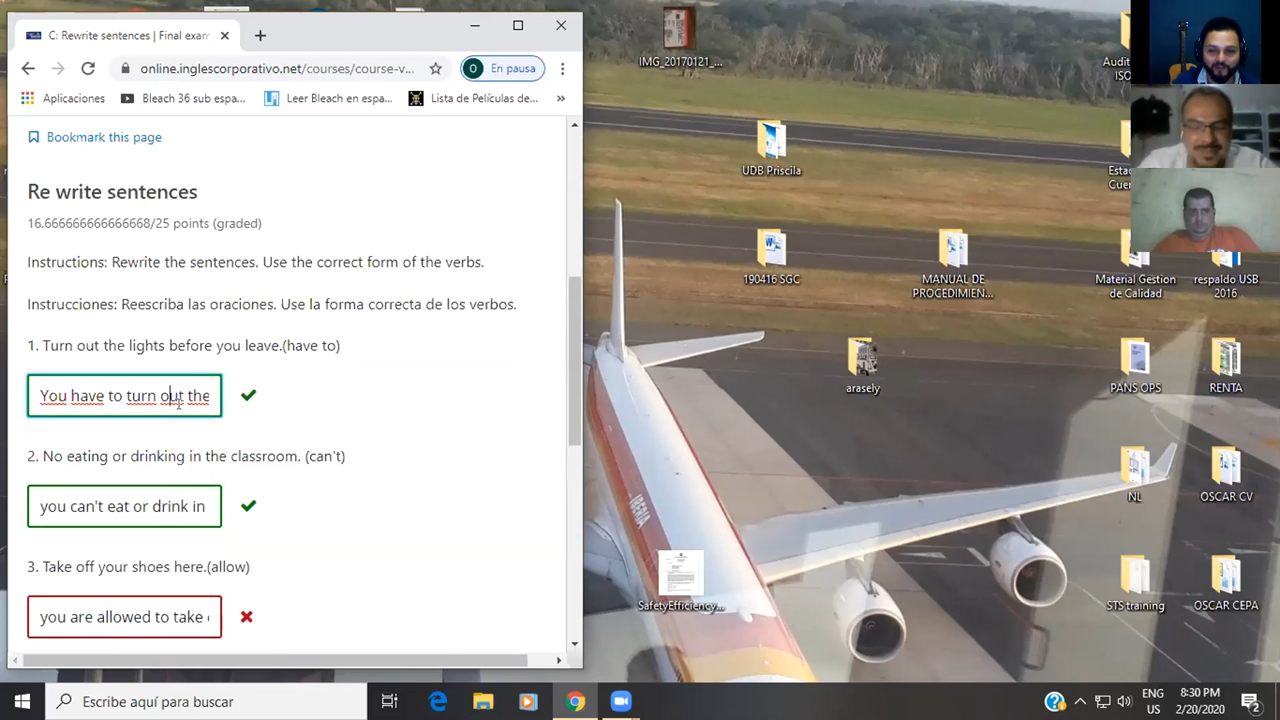 C: Rewrite sentences | Final exam
online.inglescorporativo.net/courses/course-v...
En pausa
Aplicaciones
Bleach 36 sub espa...
Leer Bleach en espa...
Lista de Películas de...
Bookmark this page
Re write sentences
16.666666666666668/25 points (graded)
Instructions: Rewrite the sentences. Use the correct form of the verbs.
Instrucciones: Reescriba las oraciones. Use la forma correcta de los verbos.
1. Turn out the lights before you leave.(have to)
You have to turn out the
2. No eating or drinking in the classroom. (can't)
you can't eat or drink in
3. Take off your shoes here.(allow)
you are allowed to take
IMG_20170121_...
UDB Priscila
190416 SGC
MANUAL DE
PROCEDIMIEN...
Material Gestion
de Calidad
respaldo USB
2016
arasely
PANS OPS
RENTA
IBERIA
NL
OSCAR CV
SafetyEfficiency...
STS training
OSCAR CEPA
Escribe aquí para buscar
ENG
US
8:30 PM
2/20/2020
2